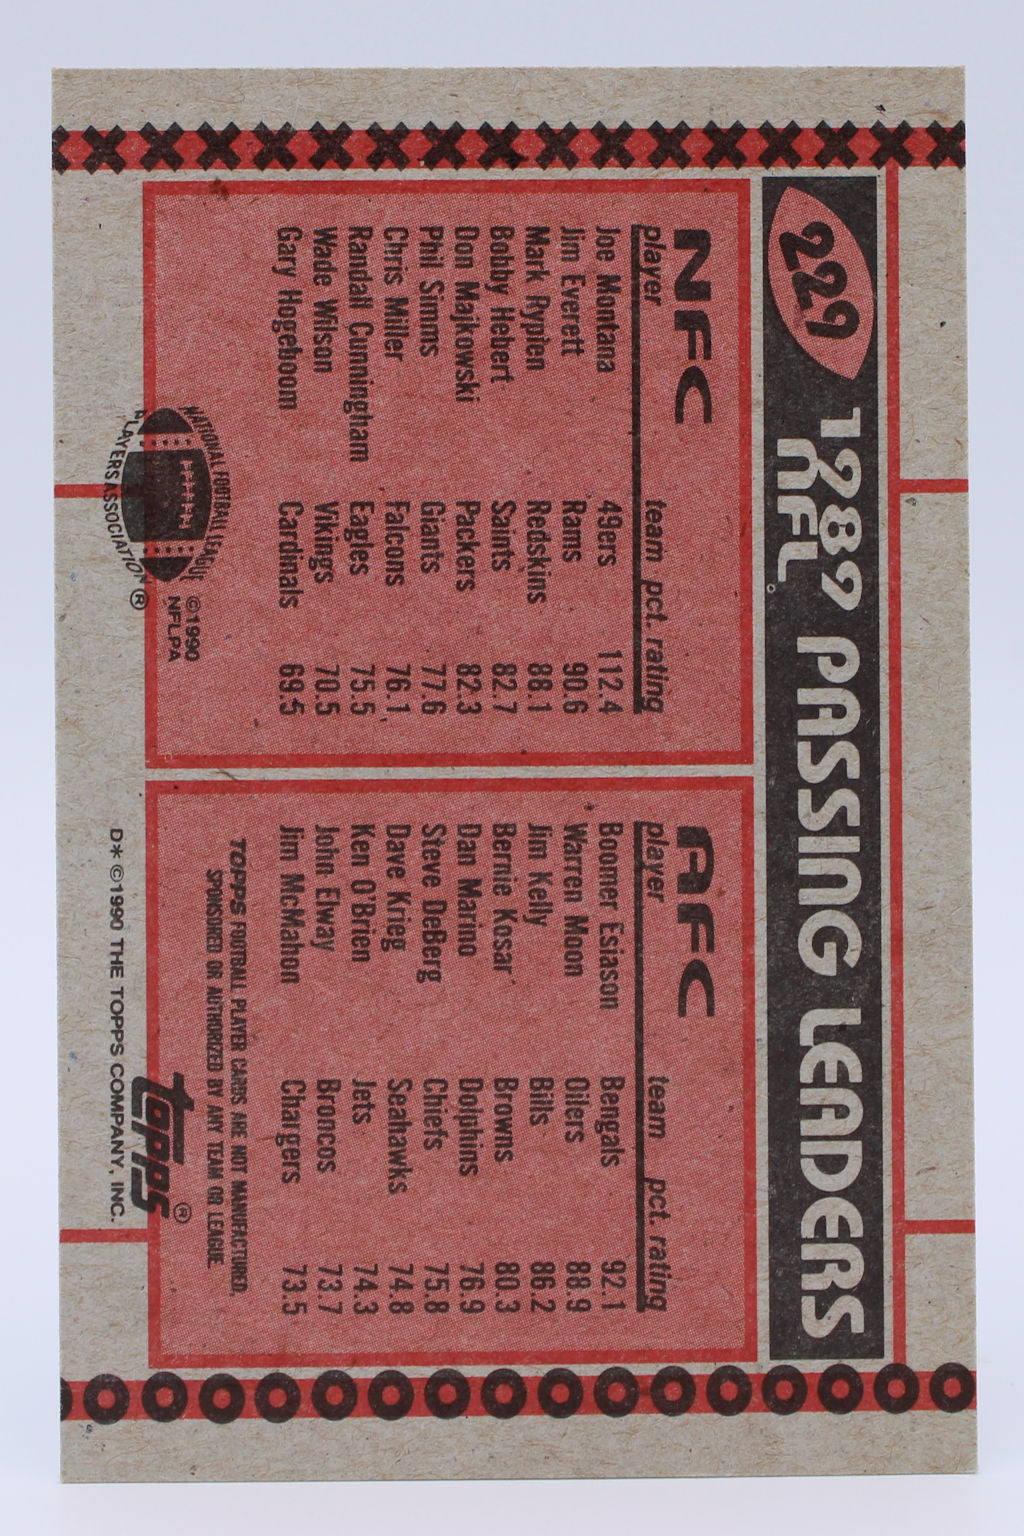 229
1989 PASSING LEADERS
NFL
NFC
player team pct. rating
Joe Montana 49ers 112.4
Jim Everett Rams 90.6
Mark Rypien Redskins 88.1
Bobby Hebert Saints 82.7
Don Majkowski Packers 82.3
Phil Simms Giants 77.6
Chris Miller Falcons 76.1
Randall Cunningham Eagles 75.5
Wade Wilson Vikings 70.5
Gary Hogeboom Cardinals 69.5
NATIONAL FOOTBALL LEAGUE
PLAYERS ASSOCIATION ®
©1990
NFLPA
AFC
player team pct. rating
Boomer Esiason Bengals 92.1
Warren Moon Oilers 88.9
Jim Kelly Bills 86.2
Bernie Kosar Browns 80.3
Dan Marino Dolphins 76.9
Steve DeBerg Chiefs 75.8
Dave Krieg Seahawks 74.8
Ken O'Brien Jets 74.3
John Elway Broncos 73.7
Jim McMahon Chargers 73.5
TOPPS FOOTBALL PLAYER CARDS ARE NOT MANUFACTURED,
SPONSORED OR AUTHORIZED BY ANY TEAM OR LEAGUE.
topps®
D* ©1990 THE TOPPS COMPANY, INC.